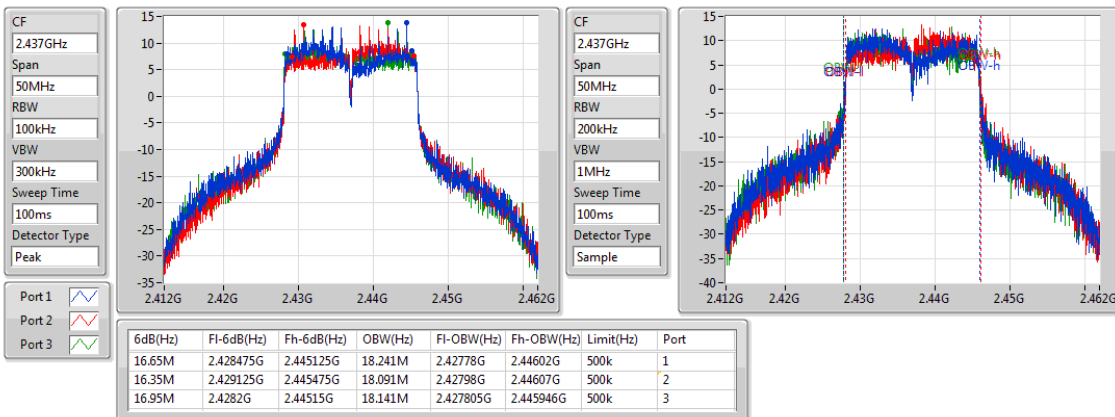 CF
2.437GHz
Span
50MHz
RBW
100kHz
VBW
300kHz
Sweep Time
100ms
Detector Type
Peak
Port 1
Port 2
Port 3
15
10
5
0
-5
-10
-15
-20
-25
-30
-35
2.412G 2.42G 2.43G 2.44G 2.45G 2.462G
CF
2.437GHz
Span
50MHz
RBW
200kHz
VBW
1MHz
Sweep Time
100ms
Detector Type
Sample
15
10
5
0
-5
-10
-15
-20
-25
-30
-35
-40
OBW-h
2.412G 2.42G 2.43G 2.44G 2.45G 2.462G
6dB(Hz) Fl-6dB(Hz) Fh-6dB(Hz) OBW(Hz) Fl-OBW(Hz) Fh-OBW(Hz) Limit(Hz) Port
16.65M 2.428475G 2.445125G 18.241M 2.42778G 2.44602G 500k 1
16.35M 2.429125G 2.445475G 18.091M 2.42798G 2.44607G 500k 2
16.95M 2.4282G 2.44515G 18.141M 2.427805G 2.445946G 500k 3